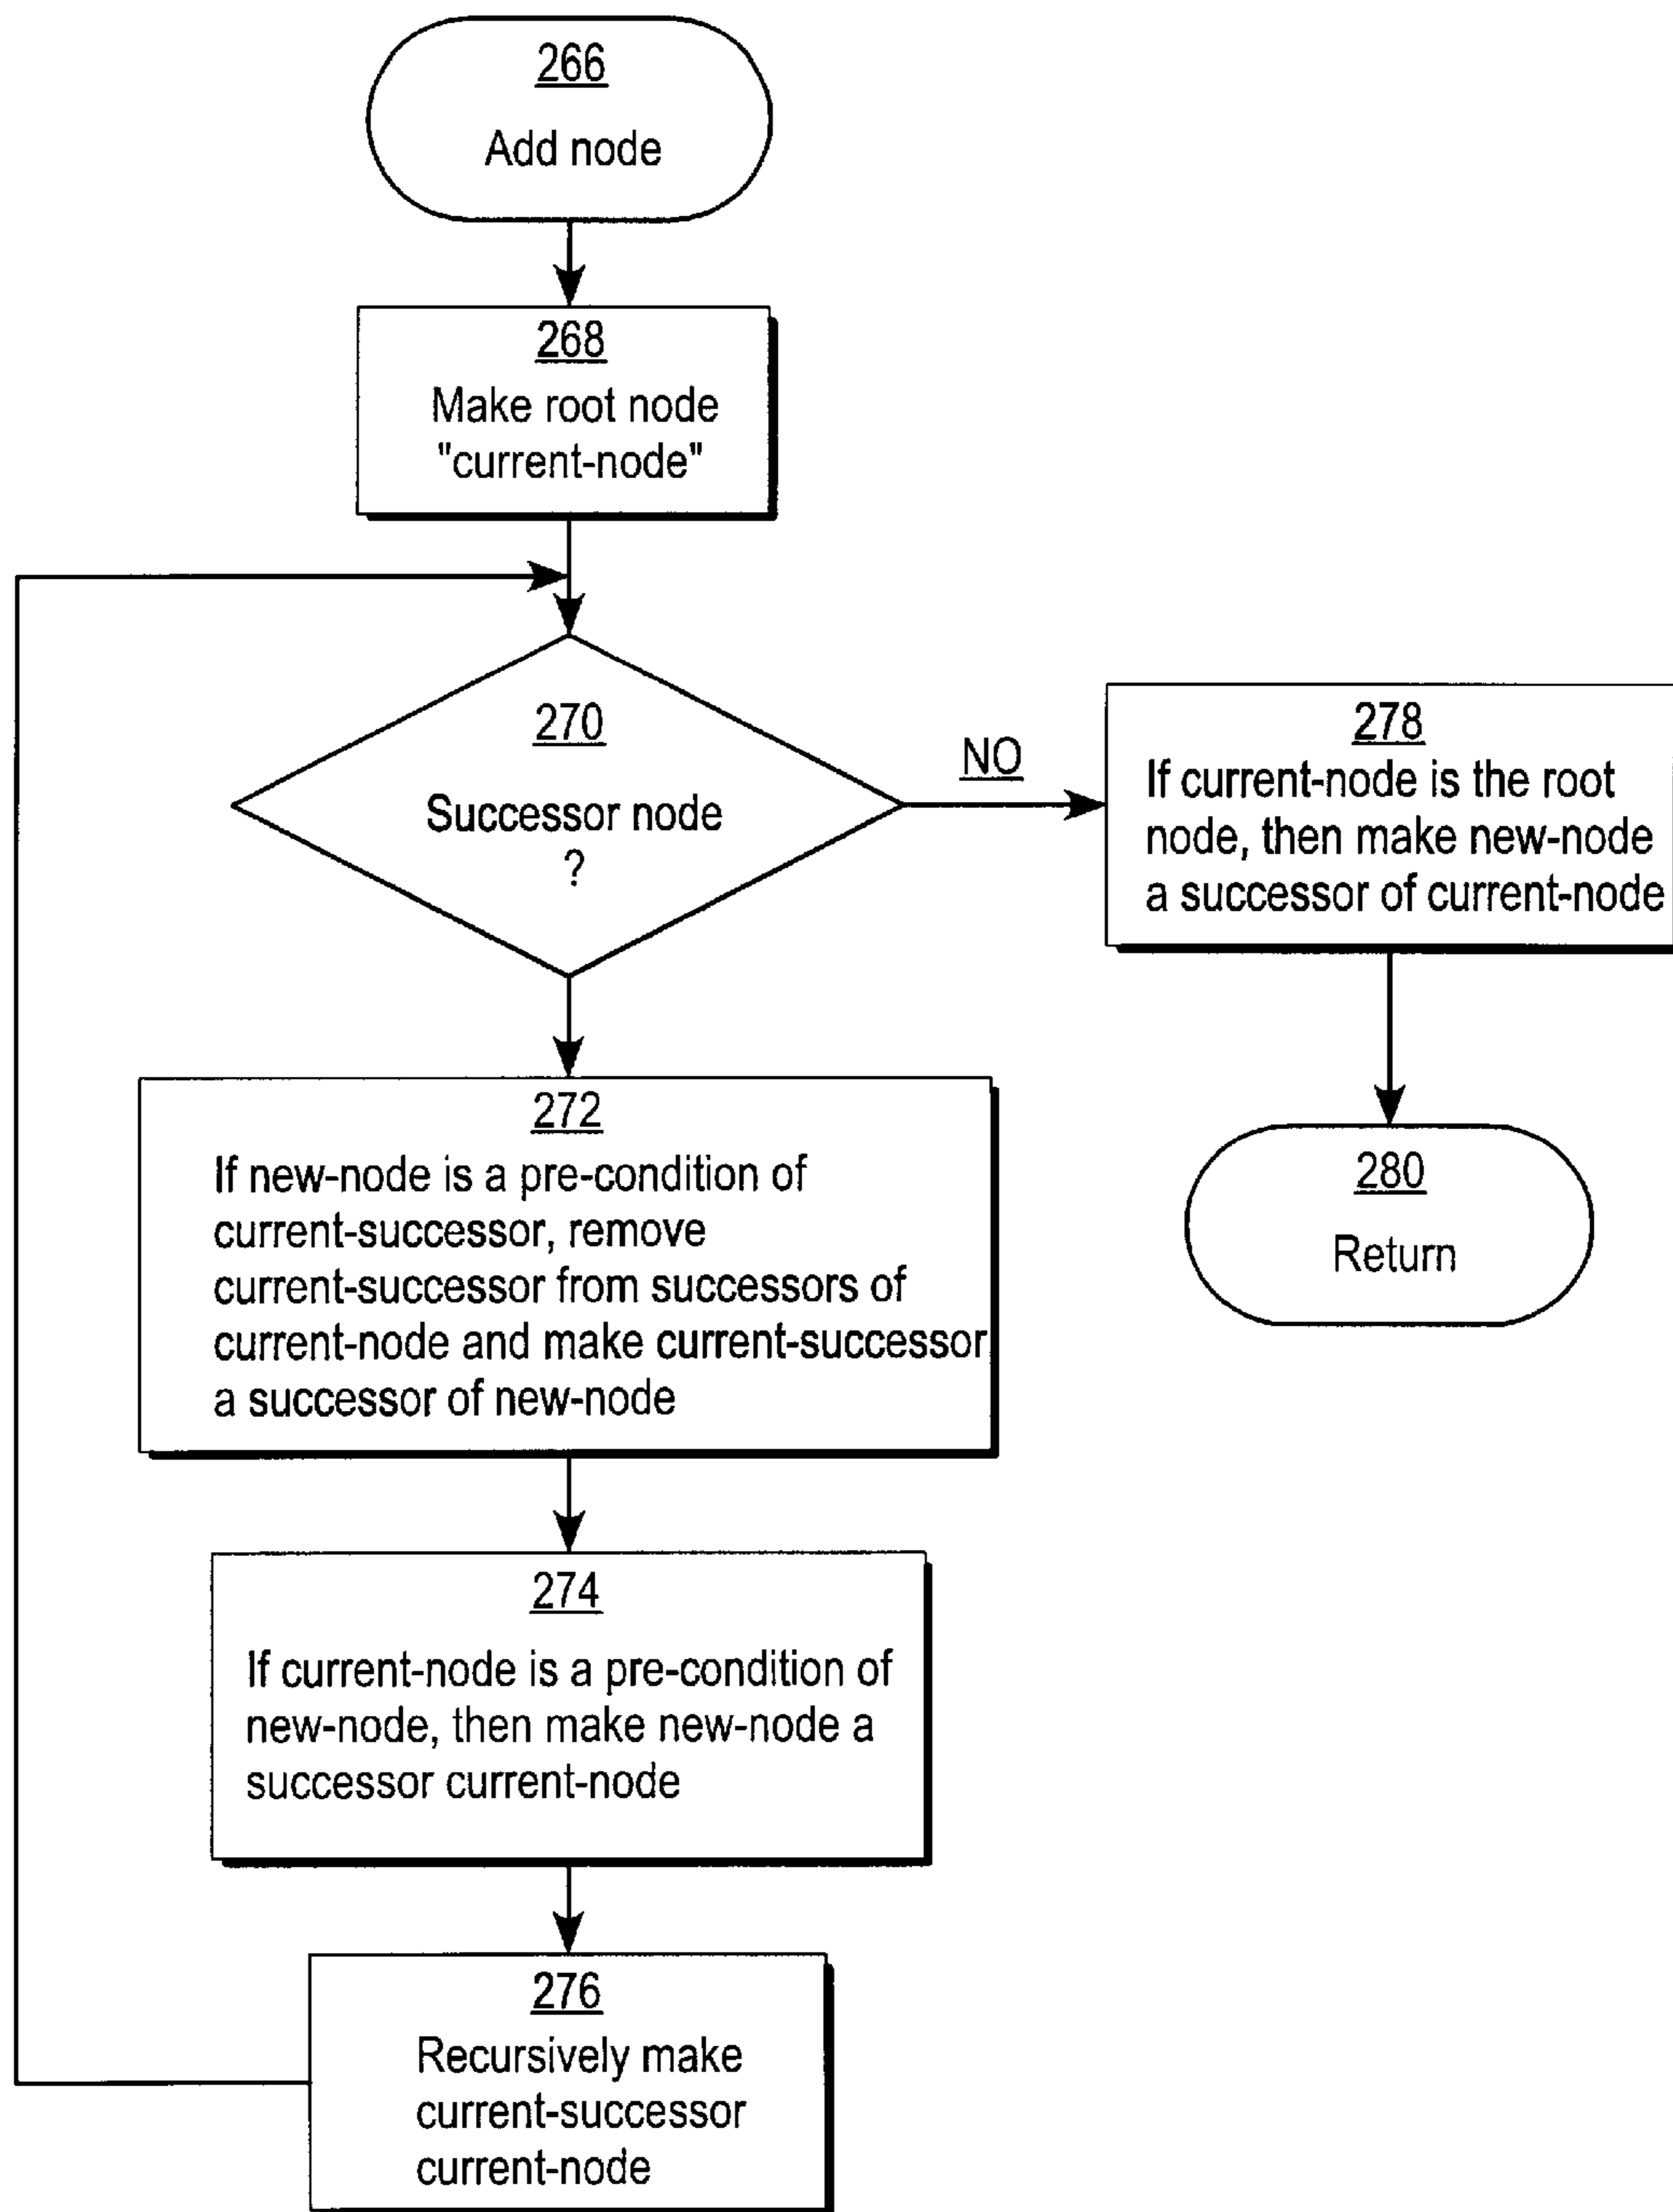 266
Add node
268
Make root node
"current-node"
270
Successor node
?
NO
278
If current-node is the root
node, then make new-node
a successor of current-node
272
If new-node is a pre-condition of
current-successor, remove
current-successor from successors of
current-node and make current-successor
a successor of new-node
280
Return
274
If current-node is a pre-condition of
new-node, then make new-node a
successor current-node
276
Recursively make
current-successor
current-node